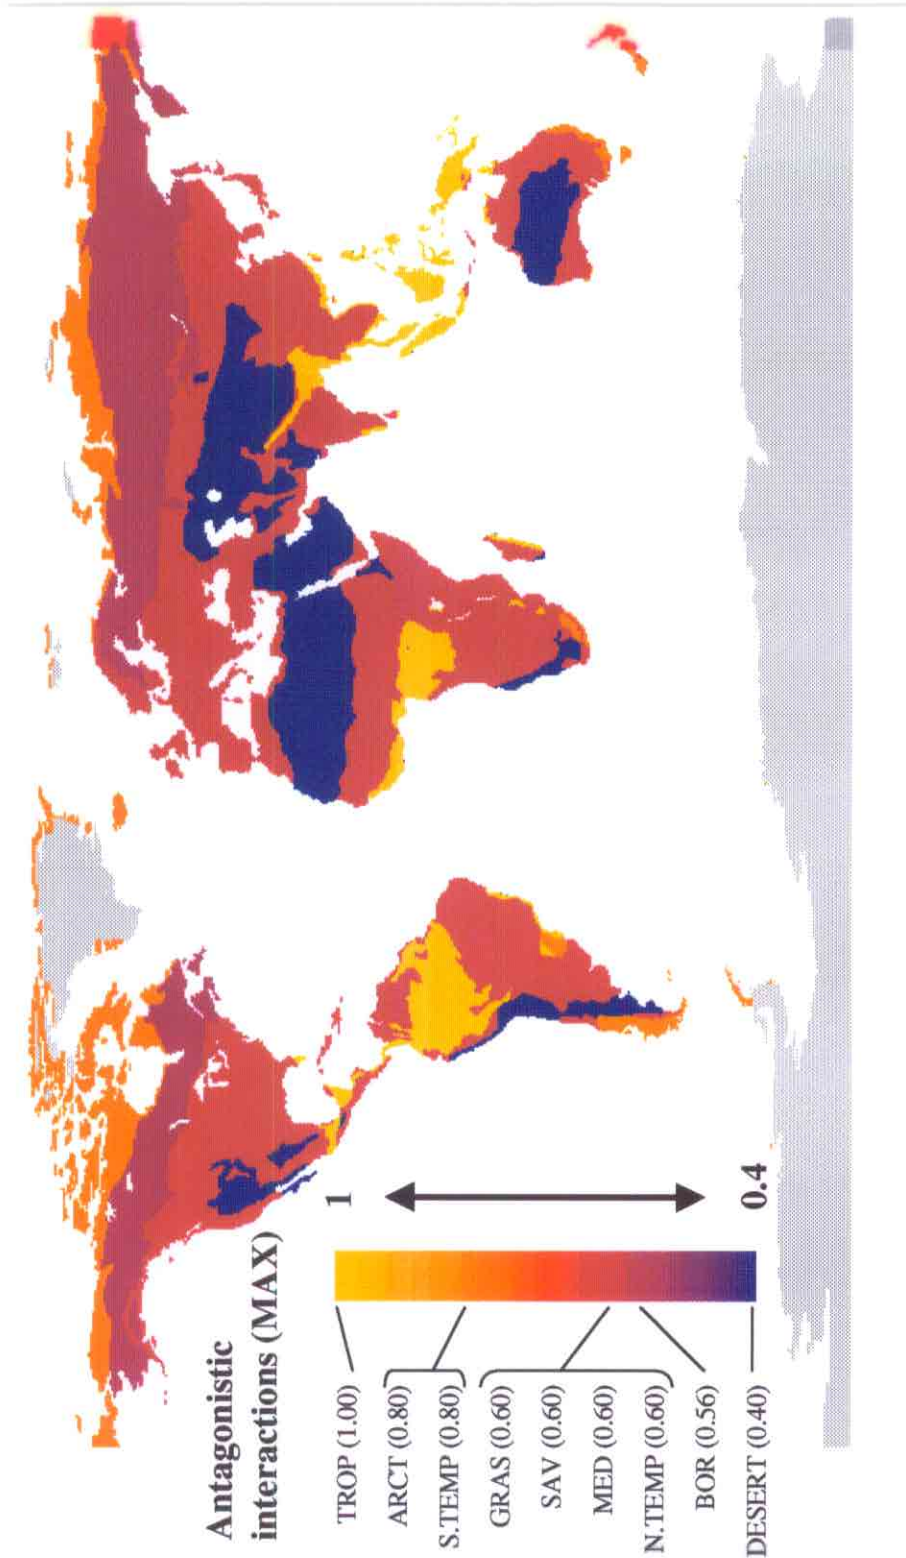 Antagonistic
interactions (MAX)
TROP (1.00)
ARCT (0.80)
S.TEMP (0.80)
GRAS (0.60)
SAV (0.60)
MED (0.60)
N.TEMP (0.60)
BOR (0.56)
DESERT (0.40)
1
0.4